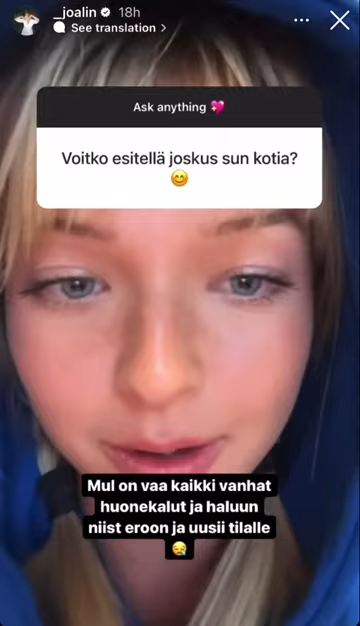 _joalin 18h
See translation >
Ask anything 💖
Voitko esitellä joskus sun kotia?
😊
Mul on vaa kaikki vanhat
huonekalut ja haluun
niist eroon ja uusii tilalle
😪